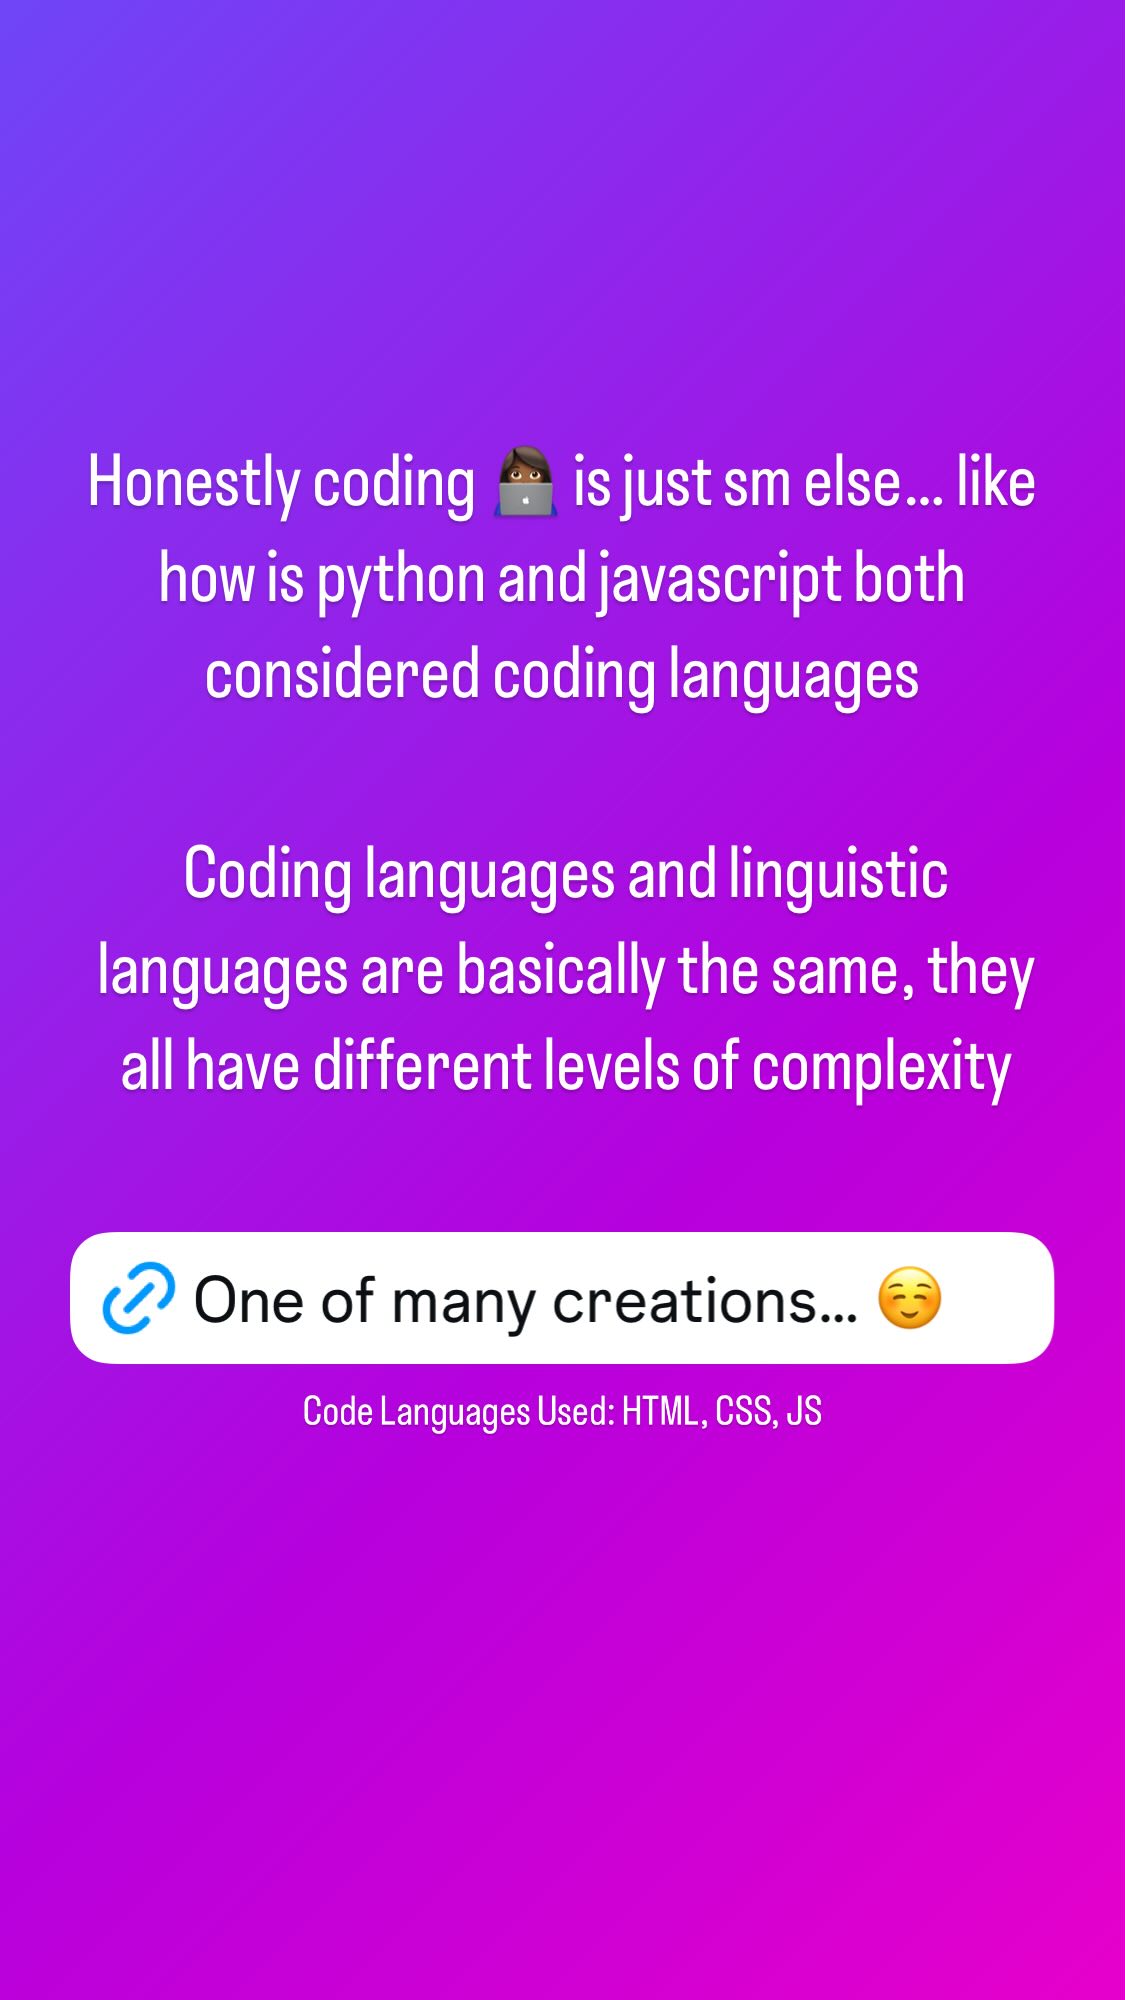 Honestly coding 👩🏾‍💻 is just sm else... like
how is python and javascript both
considered coding languages
Coding languages and linguistic
languages are basically the same, they
all have different levels of complexity
One of many creations... ☺️
Code Languages Used: HTML, CSS, JS